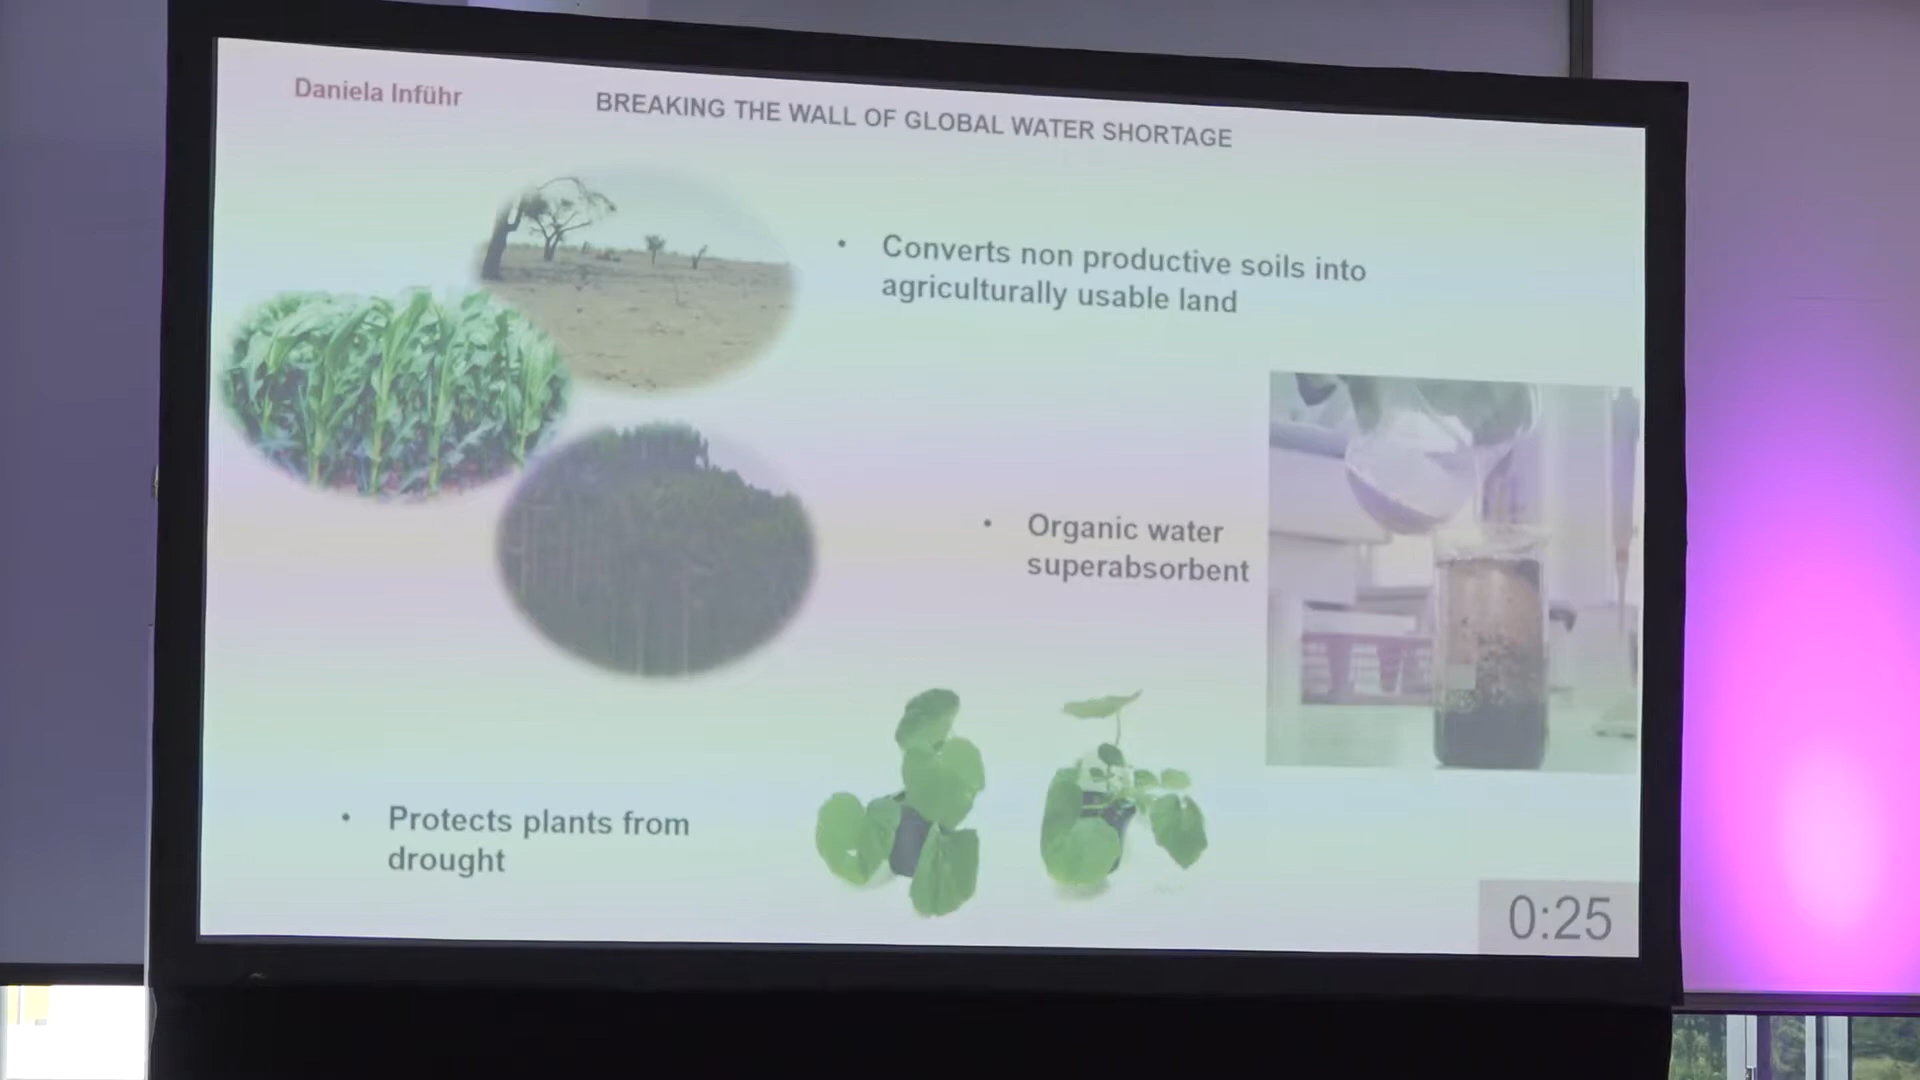 Daniela Inführ
BREAKING THE WALL OF GLOBAL WATER SHORTAGE
• Converts non productive soils into
agriculturally usable land
• Organic water
superabsorbent
• Protects plants from
drought
0:25